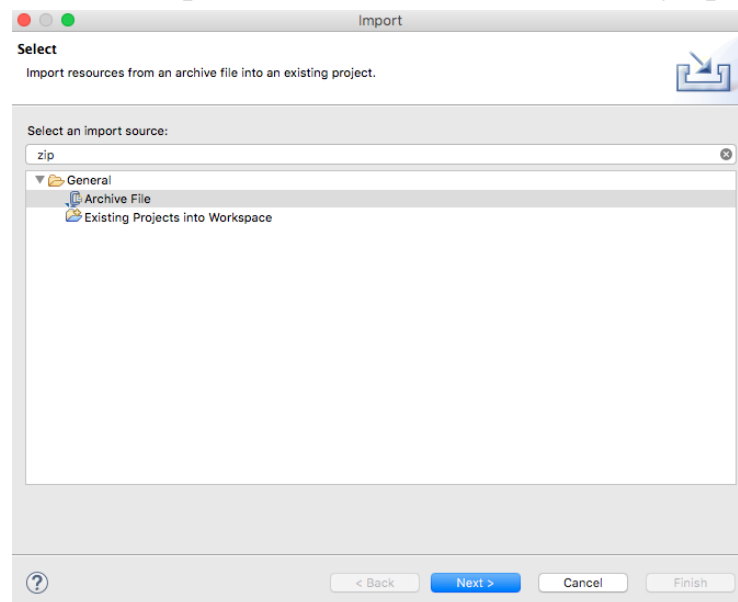 Import
Select
Import resources from an archive file into an existing project.
Select an import source:
zip
General
Archive File
Existing Projects into Workspace
?
< Back Next > Cancel Finish